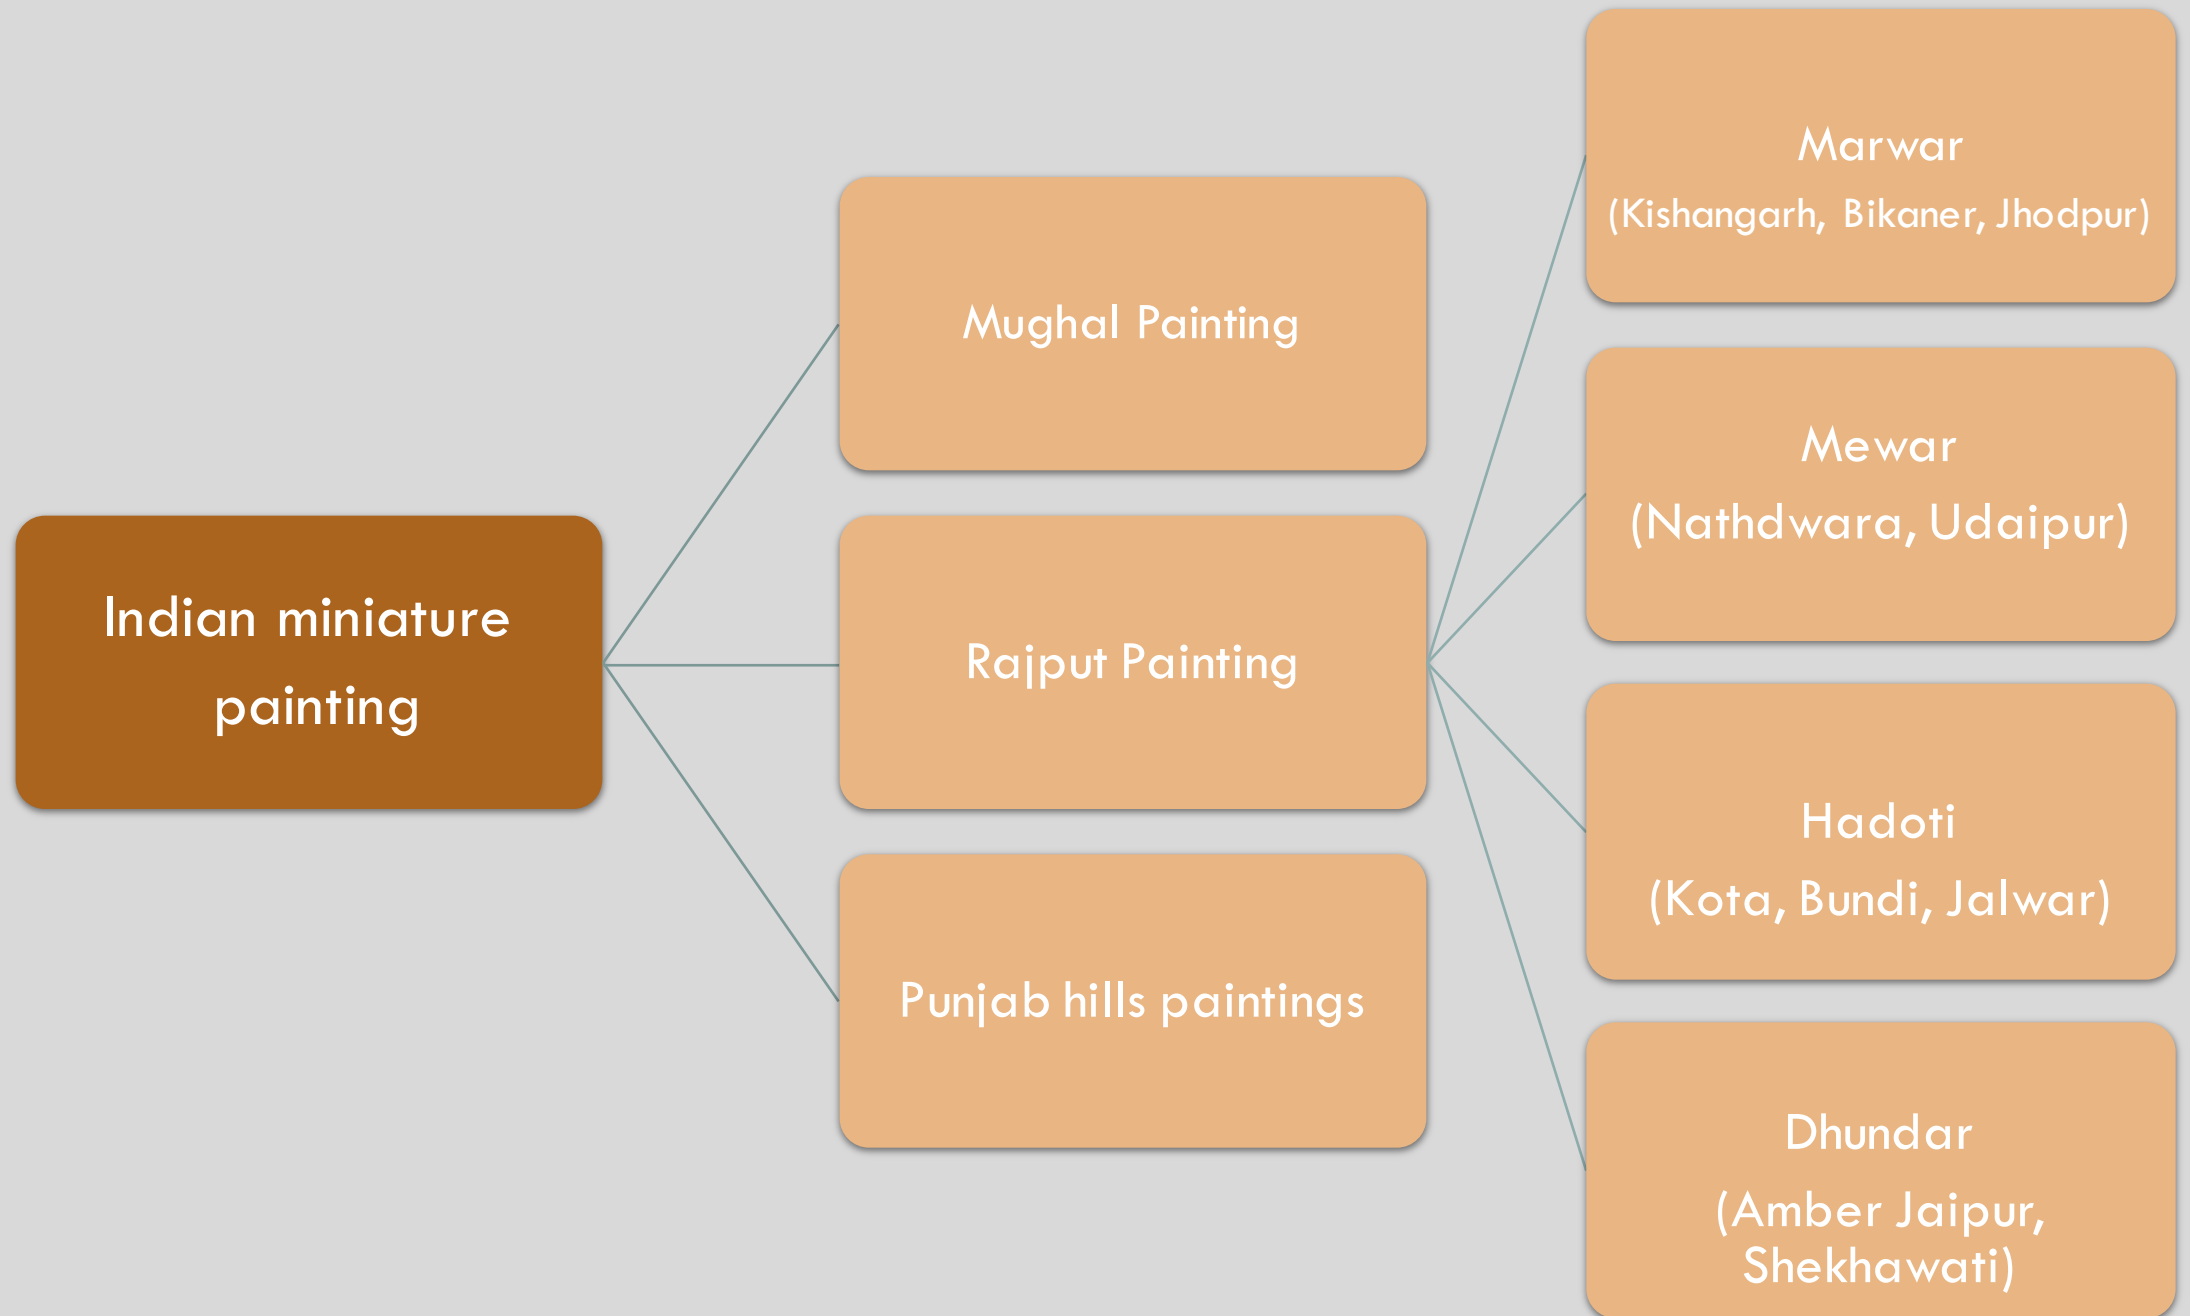 Indian miniature
painting
Mughal Painting
Rajput Painting
Punjab hills paintings
Marwar
(Kishangarh, Bikaner, Jhodpur)
Mewar
(Nathdwara, Udaipur)
Hadoti
(Kota, Bundi, Jalwar)
Dhundar
(Amber Jaipur,
Shekhawati)